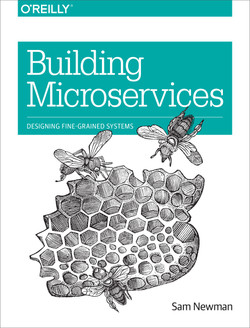 O'REILLY®
Building
Microservices
DESIGNING FINE-GRAINED SYSTEMS
Sam Newman